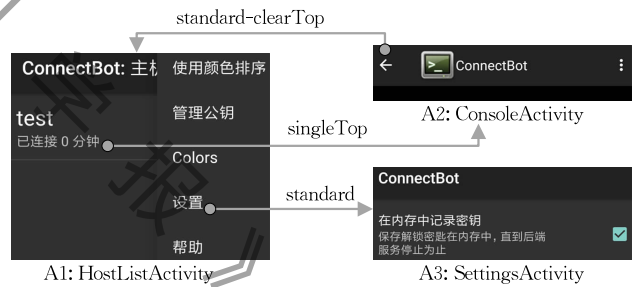 standard-clearTop
ConnectBot: 主机
使用颜色排序
test
已连接 0 分钟
管理公钥
Colors
设置
帮助
A1: HostListActivity
ConnectBot
A2: ConsoleActivity
singleTop
standard
ConnectBot
在内存中记录密钥
保存解锁密匙在内存中, 直到后端
服务停止为止
A3: SettingsActivity
学报》